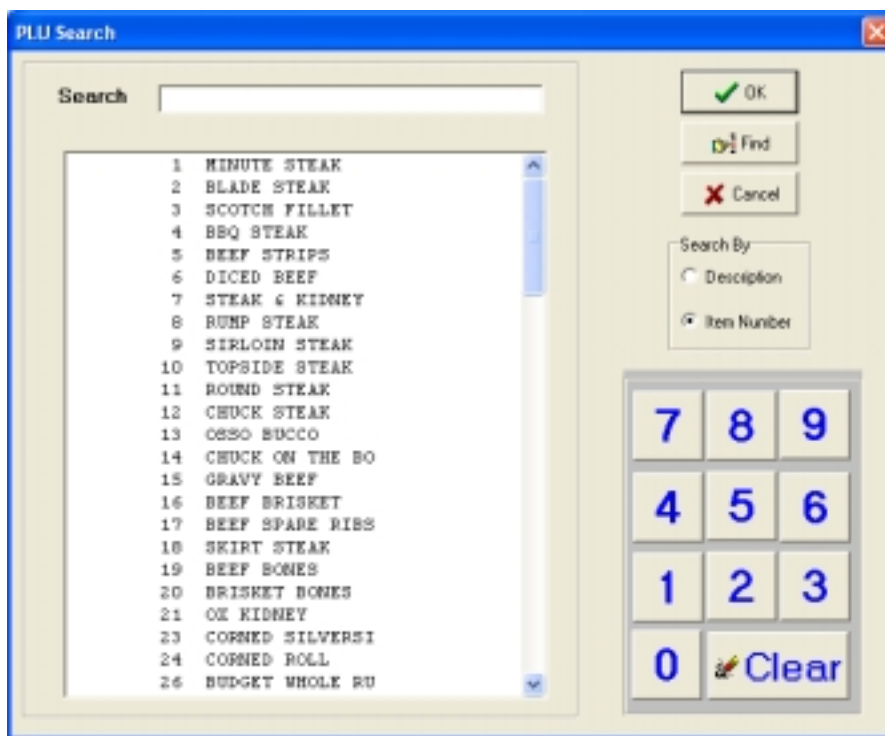 PLU Search
Search
1 MINUTE STEAK
2 BLADE STEAK
3 SCOTCH FILLET
4 BBQ STEAK
5 BEEF STRIPS
6 DICED BEEF
7 STEAK & KIDNEY
8 RUMP STEAK
9 SIRLOIN STEAK
10 TOPSIDE STEAK
11 ROUND STEAK
12 CHUCK STEAK
13 OSSO BUCCO
14 CHUCK ON THE BO
15 GRAVY BEEF
16 BEEF BRISKET
17 BEEF SPARE RIBS
18 SKIRT STEAK
19 BEEF BONES
20 BRISKET BONES
21 OX KIDNEY
23 CORNED SILVERSI
24 CORNED ROLL
26 BUDGET WHOLE RU
OK
Find
Cancel
Search By
Description
Item Number
7 8 9
4 5 6
1 2 3
0 Clear